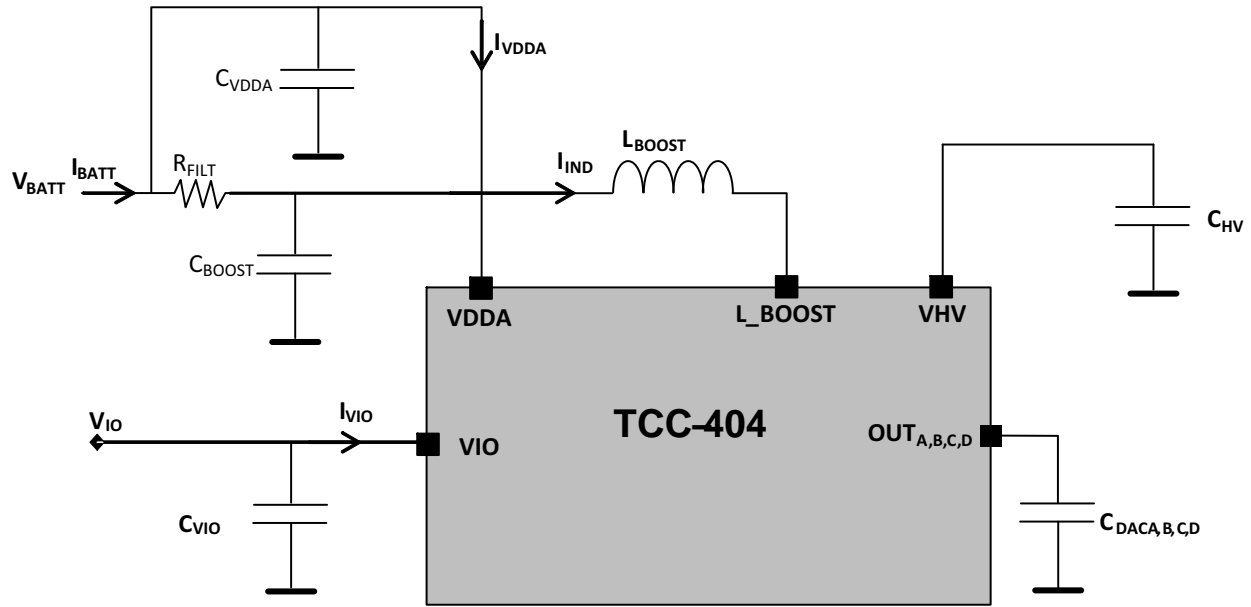 I_VDDA
C_VDDA
L_BOOST
I_BATT
R_FILT
I_IND
V_BATT
C_HV
C_BOOST
VDDA
L_BOOST
VHV
V_IO
I_VIO
TCC-404
VIO
OUT_A,B,C,D
C_VIO
C_DACA,B,C,D